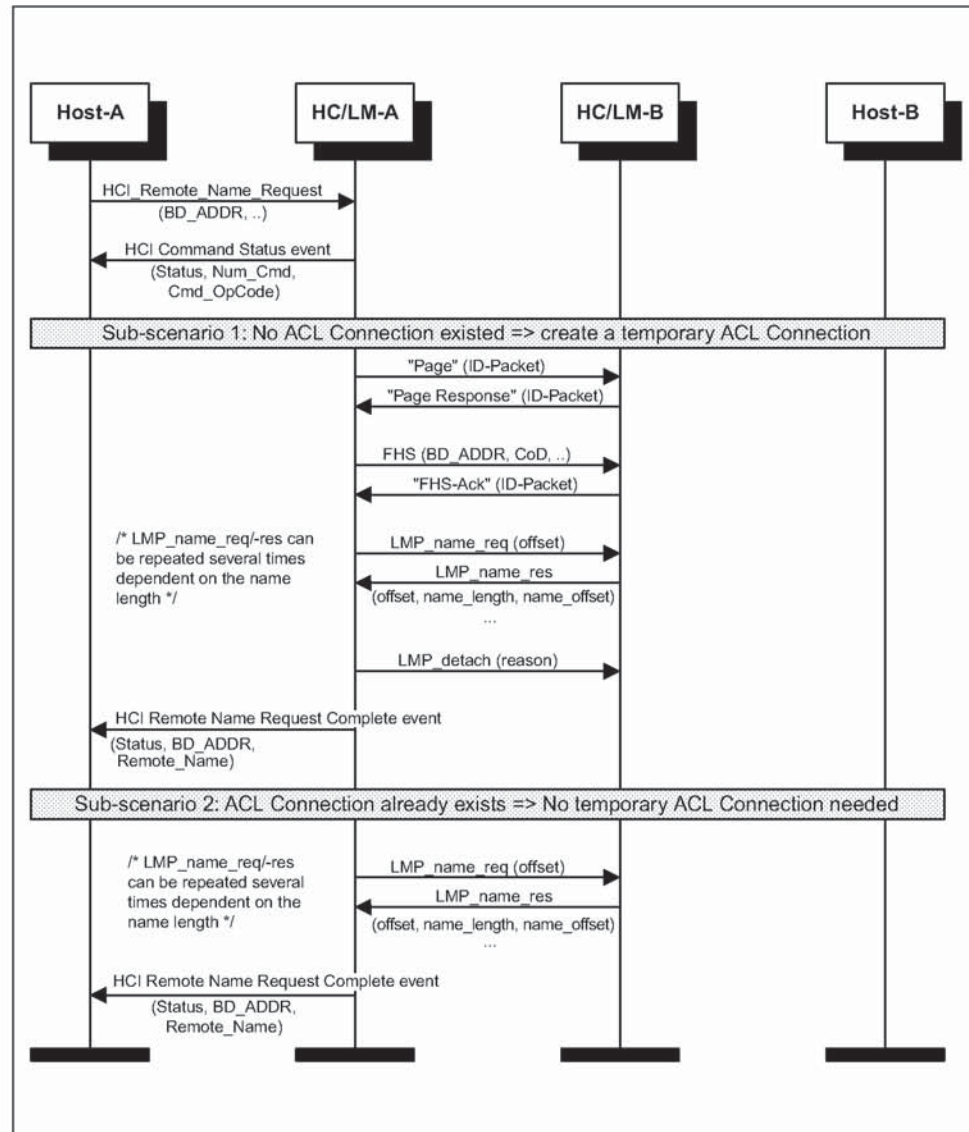 Host-A
HC/LM-A
HC/LM-B
Host-B
HCI_Remote_Name_Request
(BD_ADDR, ..)
HCI Command Status event
(Status, Num_Cmd,
Cmd_OpCode)
Sub-scenario 1: No ACL Connection existed => create a temporary ACL Connection
"Page" (ID-Packet)
"Page Response" (ID-Packet)
FHS (BD_ADDR, CoD, ..)
"FHS-Ack" (ID-Packet)
/* LMP_name_req/-res can
be repeated several times
dependent on the name
length */
LMP_name_req (offset)
LMP_name_res
(offset, name_length, name_offset)
...
LMP_detach (reason)
HCI Remote Name Request Complete event
(Status, BD_ADDR,
Remote_Name)
Sub-scenario 2: ACL Connection already exists => No temporary ACL Connection needed
/* LMP_name_req/-res
can be repeated several
times dependent on the
name length */
LMP_name_req (offset)
LMP_name_res
(offset, name_length, name_offset)
...
HCI Remote Name Request Complete event
(Status, BD_ADDR,
Remote_Name)